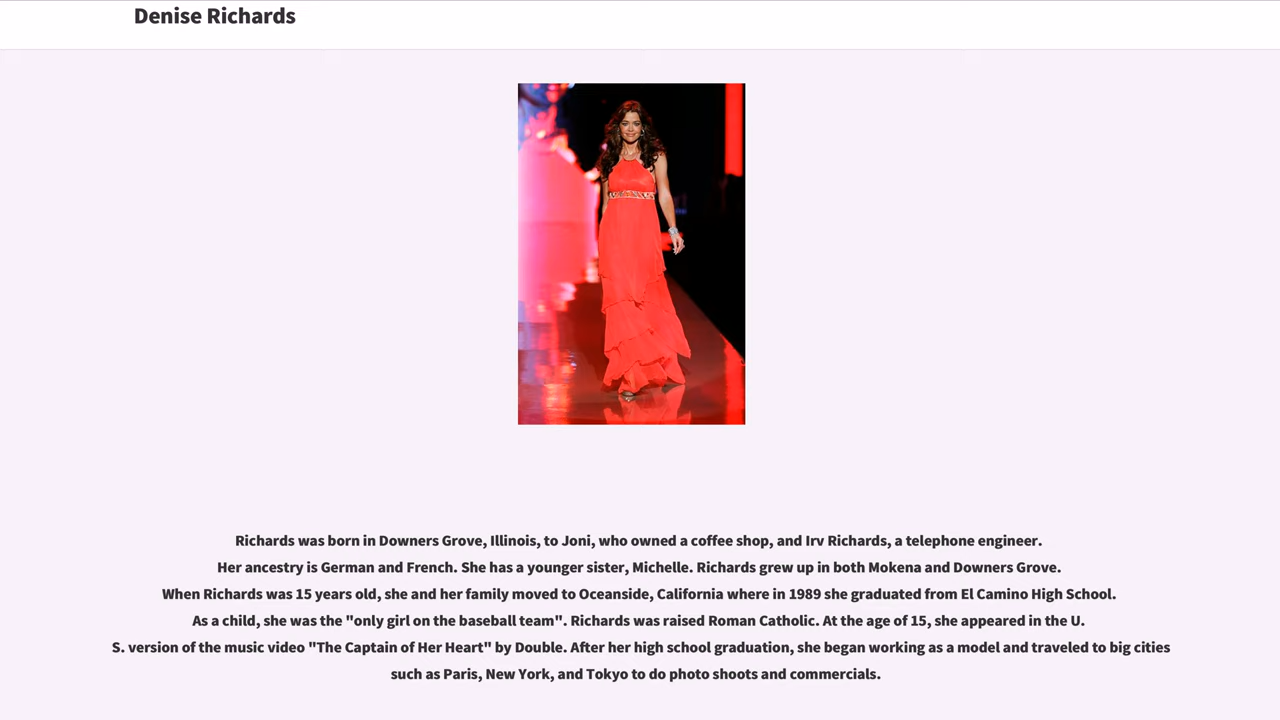 Denise Richards
Richards was born in Downers Grove, Illinois, to Joni, who owned a coffee shop, and Irv Richards, a telephone engineer.
Her ancestry is German and French. She has a younger sister, Michelle. Richards grew up in both Mokena and Downers Grove.
When Richards was 15 years old, she and her family moved to Oceanside, California where in 1989 she graduated from El Camino High School.
As a child, she was the "only girl on the baseball team". Richards was raised Roman Catholic. At the age of 15, she appeared in the U.
S. version of the music video "The Captain of Her Heart" by Double. After her high school graduation, she began working as a model and traveled to big cities
such as Paris, New York, and Tokyo to do photo shoots and commercials.